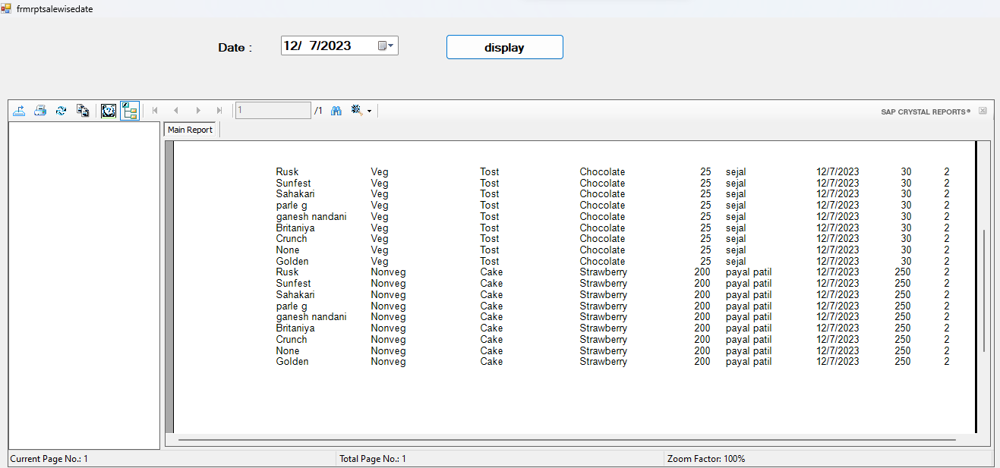 frmrptsalewisedate
Date : 12/ 7/2023 display
1 /1 SAP CRYSTAL REPORTS®
Main Report
Rusk Veg Tost Chocolate 25 sejal 12/7/2023 30 2
Sunfest Veg Tost Chocolate 25 sejal 12/7/2023 30 2
Sahakari Veg Tost Chocolate 25 sejal 12/7/2023 30 2
parle g Veg Tost Chocolate 25 sejal 12/7/2023 30 2
ganesh nandani Veg Tost Chocolate 25 sejal 12/7/2023 30 2
Britaniya Veg Tost Chocolate 25 sejal 12/7/2023 30 2
Crunch Veg Tost Chocolate 25 sejal 12/7/2023 30 2
None Veg Tost Chocolate 25 sejal 12/7/2023 30 2
Golden Veg Tost Chocolate 25 sejal 12/7/2023 30 2
Rusk Nonveg Cake Strawberry 200 payal patil 12/7/2023 250 2
Sunfest Nonveg Cake Strawberry 200 payal patil 12/7/2023 250 2
Sahakari Nonveg Cake Strawberry 200 payal patil 12/7/2023 250 2
parle g Nonveg Cake Strawberry 200 payal patil 12/7/2023 250 2
ganesh nandani Nonveg Cake Strawberry 200 payal patil 12/7/2023 250 2
Britaniya Nonveg Cake Strawberry 200 payal patil 12/7/2023 250 2
Crunch Nonveg Cake Strawberry 200 payal patil 12/7/2023 250 2
None Nonveg Cake Strawberry 200 payal patil 12/7/2023 250 2
Golden Nonveg Cake Strawberry 200 payal patil 12/7/2023 250 2
Current Page No.: 1 Total Page No.: 1 Zoom Factor: 100%